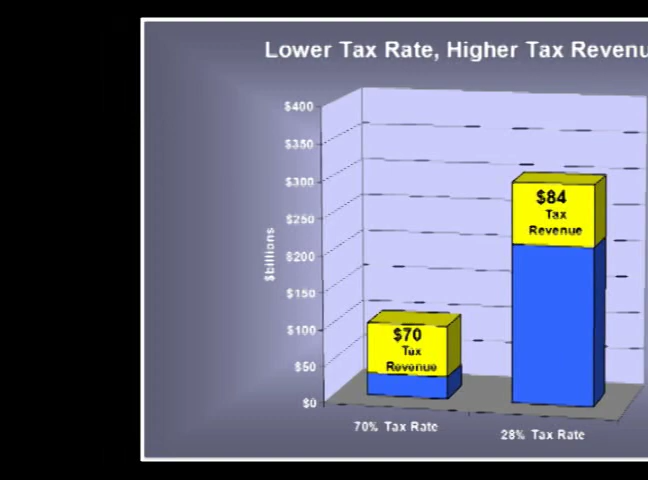 Lower Tax Rate, Higher Tax Revenu
$400
$350
$300
$250
$200
$150
$100
$50
$0
$billions
$84
Tax
Revenue
$70
Tax
Revenue
70% Tax Rate
28% Tax Rate